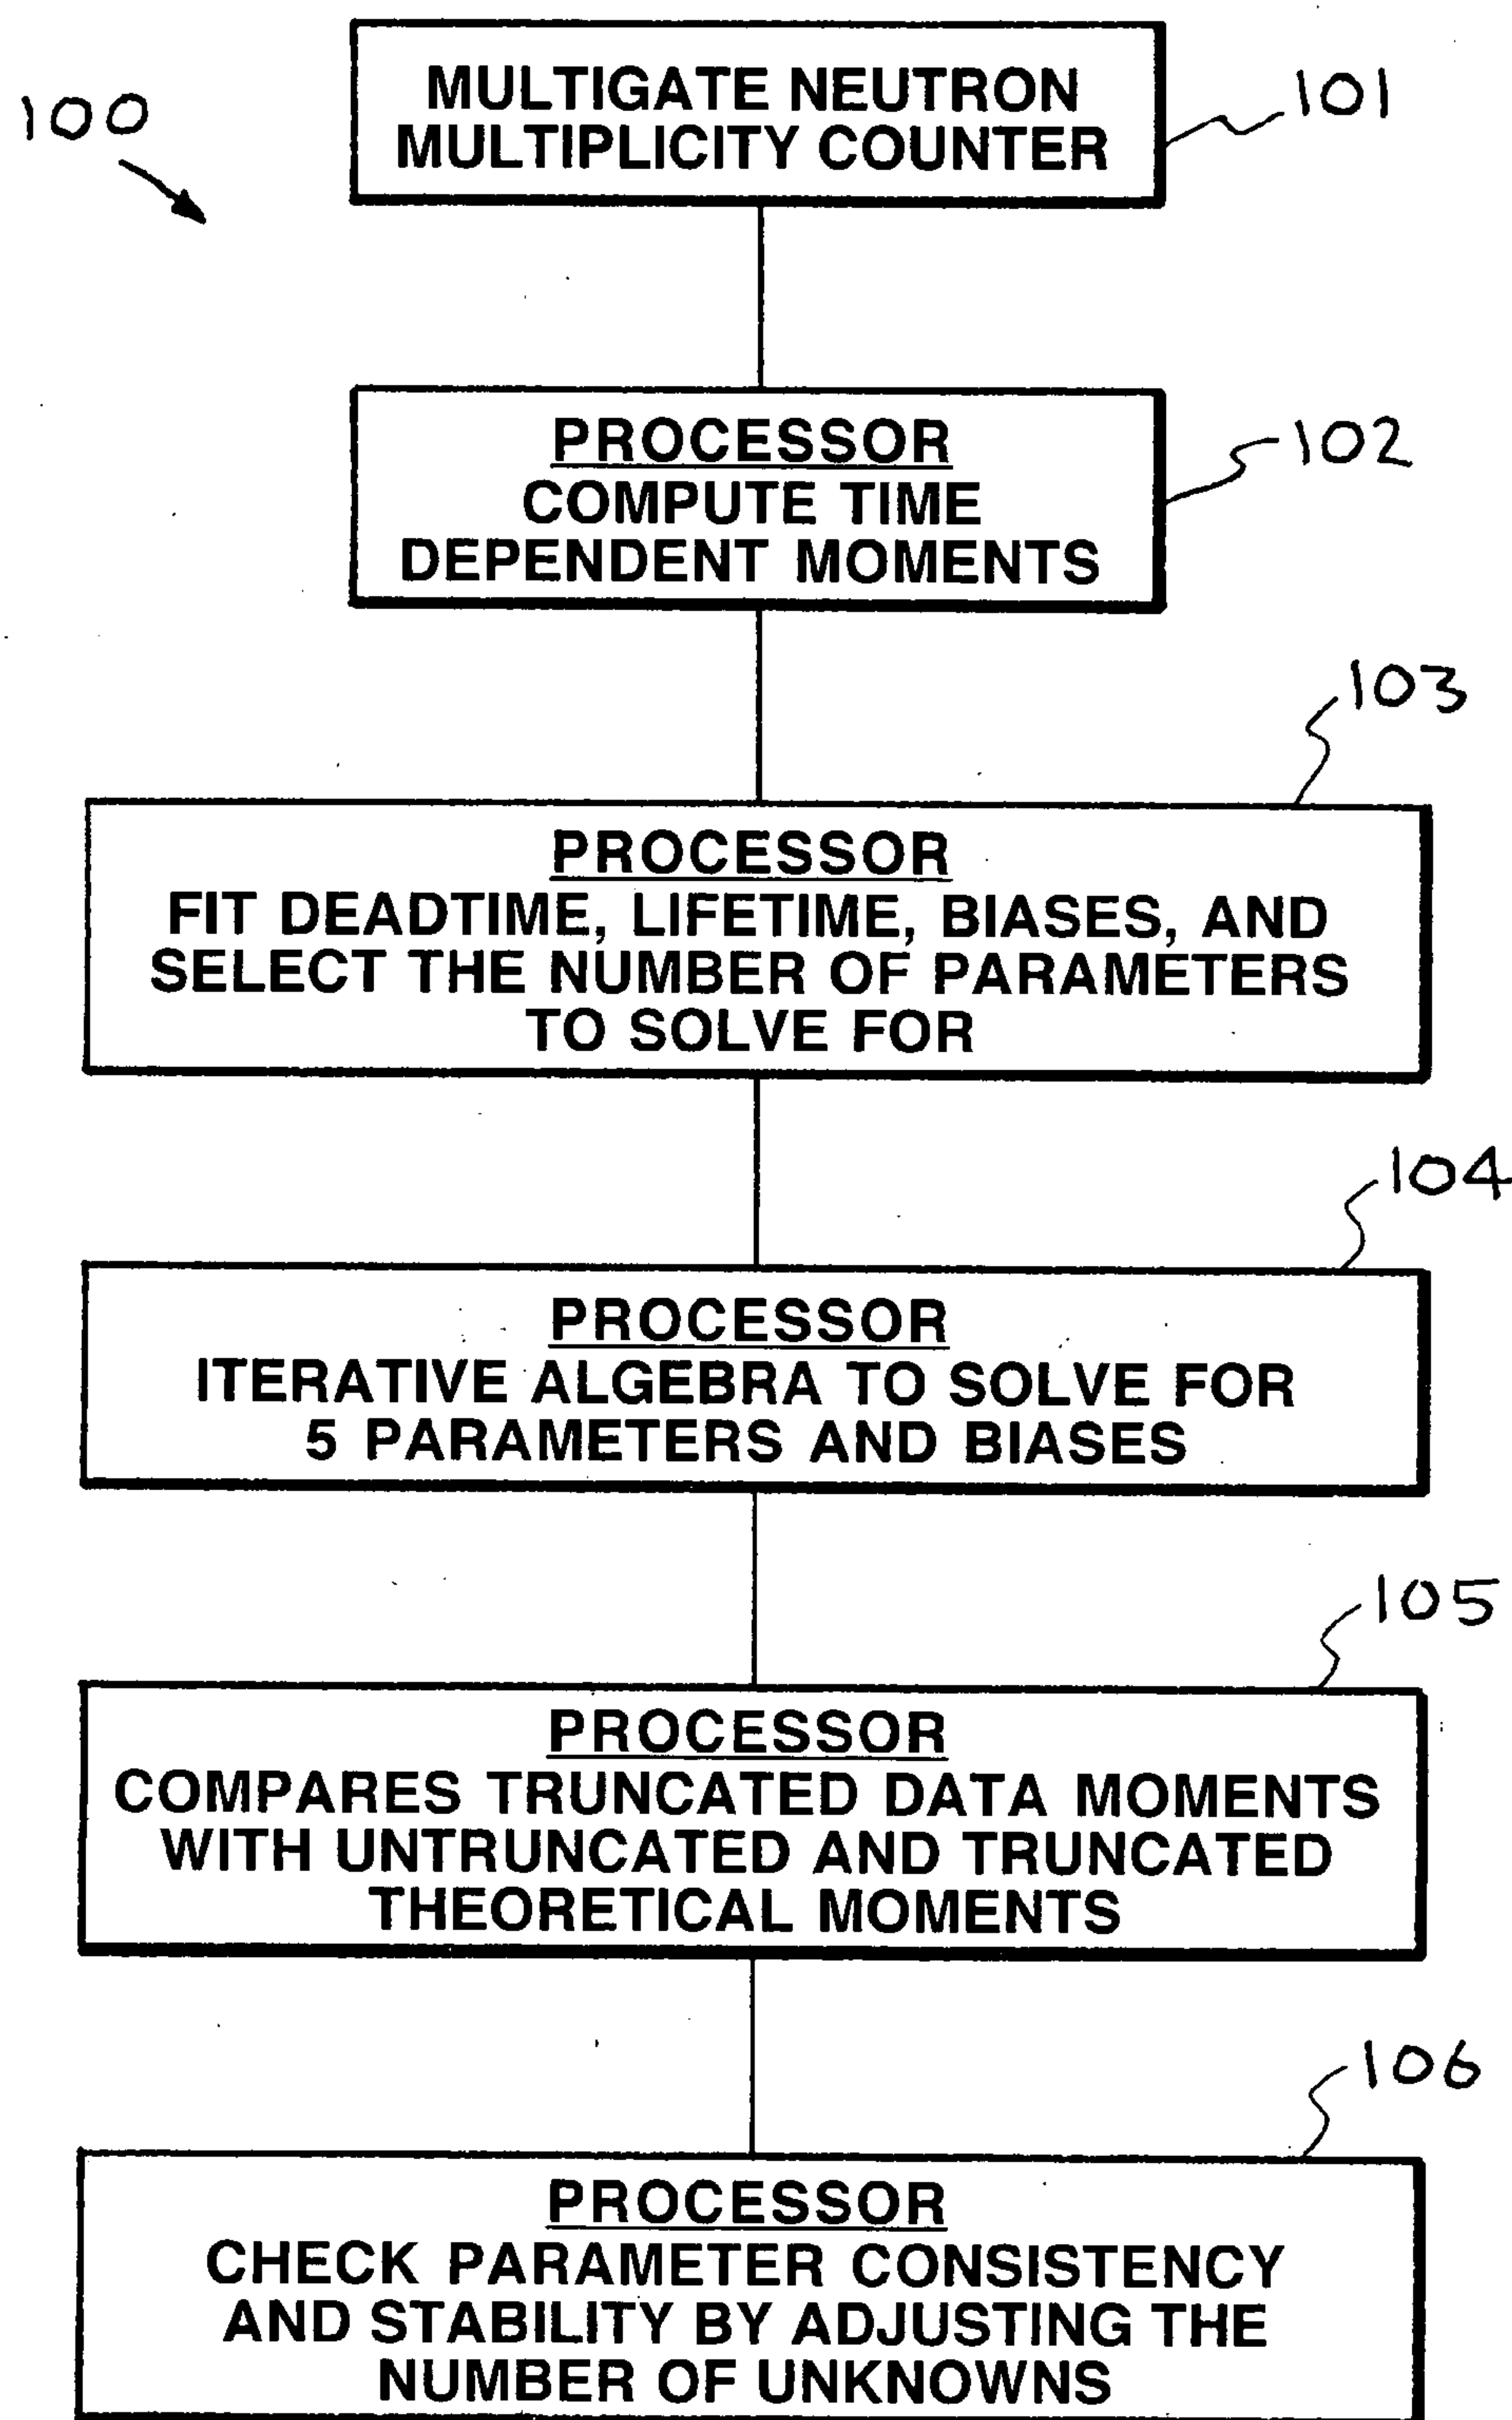 100
MULTIGATE NEUTRON
MULTIPLICITY COUNTER
101
PROCESSOR
COMPUTE TIME
DEPENDENT MOMENTS
102
103
PROCESSOR
FIT DEADTIME, LIFETIME, BIASES, AND
SELECT THE NUMBER OF PARAMETERS
TO SOLVE FOR
104
PROCESSOR
ITERATIVE ALGEBRA TO SOLVE FOR
5 PARAMETERS AND BIASES
105
PROCESSOR
COMPARES TRUNCATED DATA MOMENTS
WITH UNTRUNCATED AND TRUNCATED
THEORETICAL MOMENTS
106
PROCESSOR
CHECK PARAMETER CONSISTENCY
AND STABILITY BY ADJUSTING THE
NUMBER OF UNKNOWNS